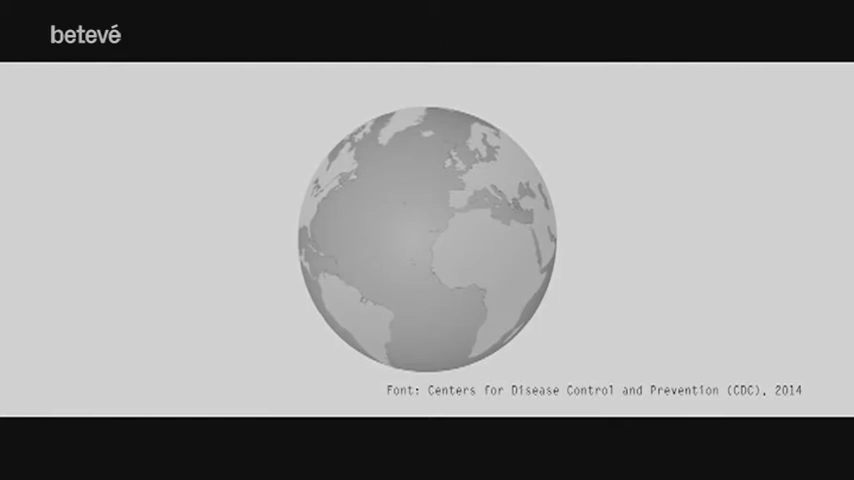 betevé
Font: Centers for Disease Control and Prevention (CDC), 2014